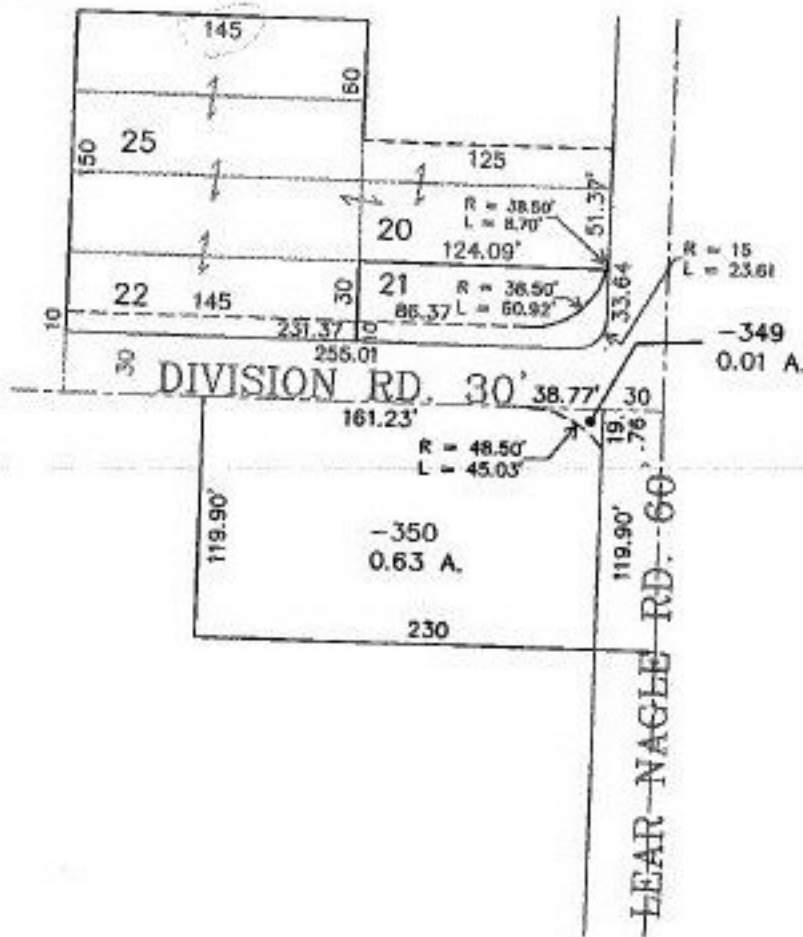 145
60
25
150
125
51.37'
R = 38.50'
L = 8.70'
20
124.09'
R = 15
30
21
R = 38.50'
L = 60.92'
33.64
22
145
86.37
10
231.37
10
255.01
-349
0.01 A.
30
DIVISION RD. 30'
38.77'
30
161.23'
19.76'
R = 48.50'
L = 45.03'
119.90'
-350
0.63 A.
119.90'
230
LEAR-NAGLE RD. 60'